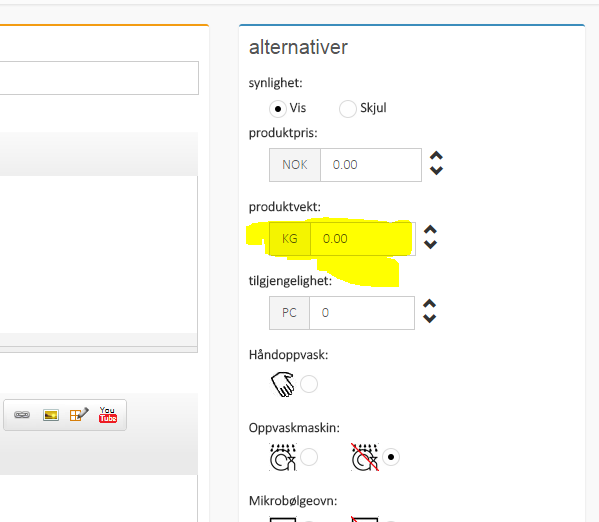 alternativer
synlighet:
Vis Skjul
produktpris:
NOK 0.00
produktvekt:
KG 0.00
tilgjengelighet:
PC 0
Håndoppvask:
You
Tube
Oppvaskmaskin:
Mikrobølgeovn: